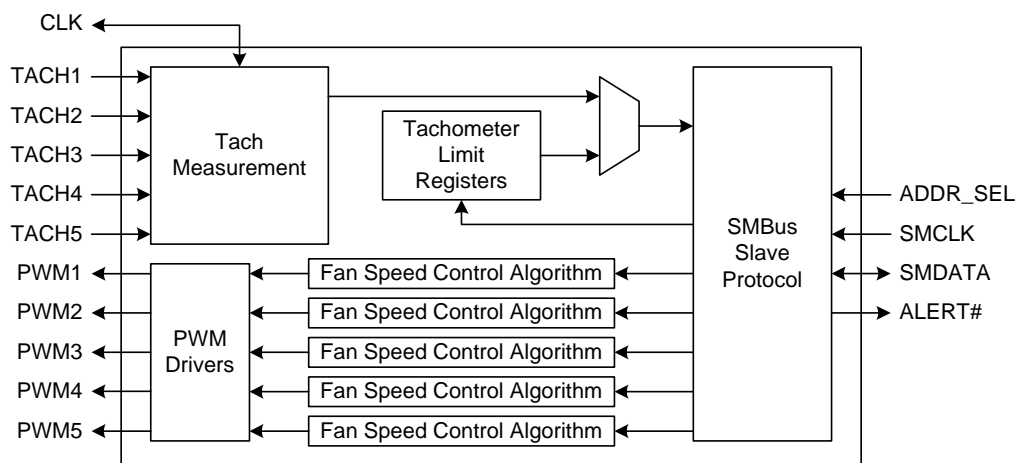 CLK
TACH1
TACH2
TACH3
TACH4
TACH5
Tach
Measurement
Tachometer
Limit
Registers
SMBus
Slave
Protocol
ADDR_SEL
SMCLK
SMDATA
ALERT#
PWM1
PWM2
PWM3
PWM4
PWM5
PWM
Drivers
Fan Speed Control Algorithm
Fan Speed Control Algorithm
Fan Speed Control Algorithm
Fan Speed Control Algorithm
Fan Speed Control Algorithm